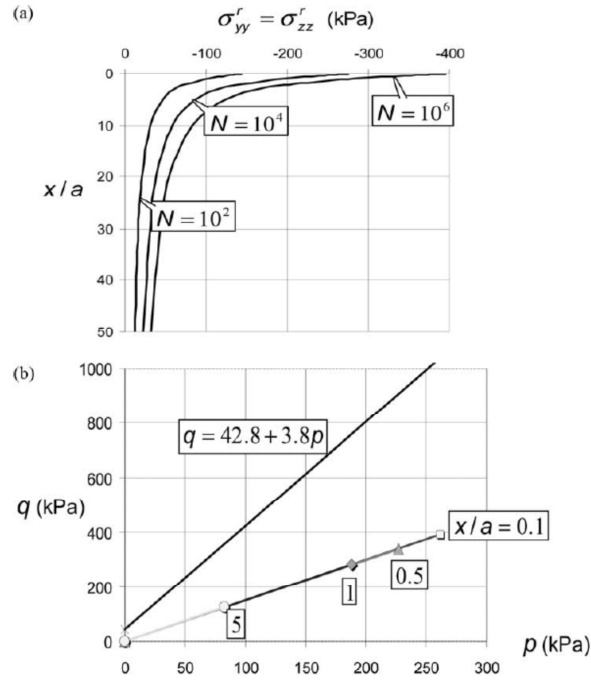 (a)
σ^r_yy = σ^r_zz (kPa)
0 -100 -200 -300 -400
0
10
20
30
40
50
x / a
N = 10^4
N = 10^6
N = 10^2
(b)
1000
800
600
400
200
0
q (kPa)
q = 42.8 + 3.8p
x / a = 0.1
0.5
1
5
0 50 100 150 200 250 300
p (kPa)